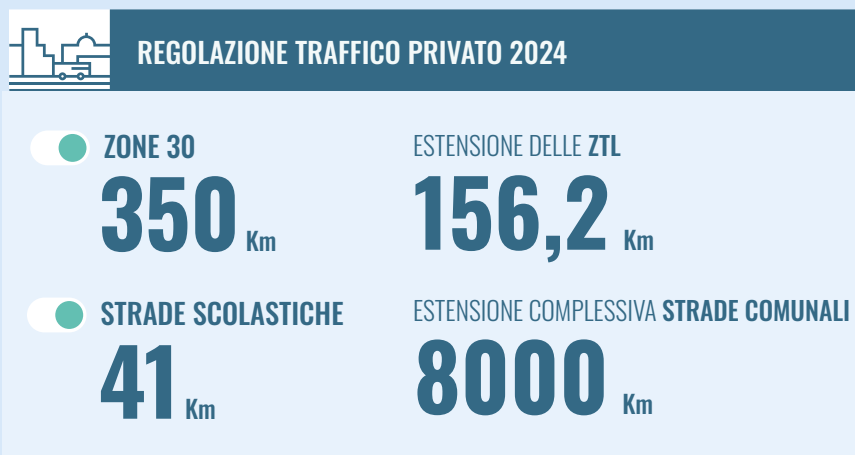 REGOLAZIONE TRAFFICO PRIVATO 2024
ZONE 30
350 Km
ESTENSIONE DELLE ZTL
156,2 Km
STRADE SCOLASTICHE
41 Km
ESTENSIONE COMPLESSIVA STRADE COMUNALI
8000 Km